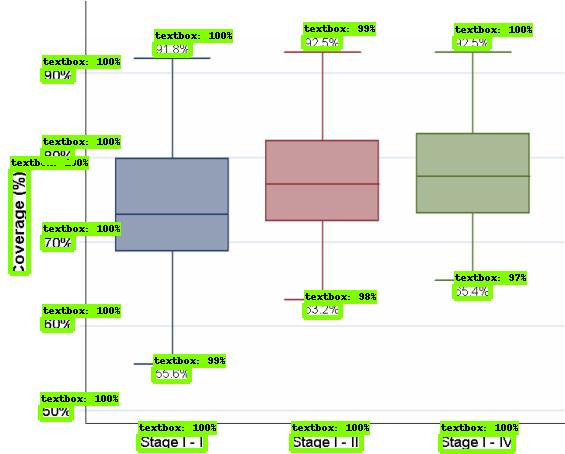 textbox: 100%
91.8%
textbox: 99%
92.5%
textbox: 100%
92.5%
textbox: 100%
90%
textbox: 100%
80%
textbox: 100%
Coverage (%)
textbox: 100%
70%
textbox: 97%
65.4%
textbox: 98%
63.2%
textbox: 100%
60%
textbox: 99%
55.6%
textbox: 100%
50%
textbox: 100%
Stage I - I
textbox: 100%
Stage I - II
textbox: 100%
Stage I - IV